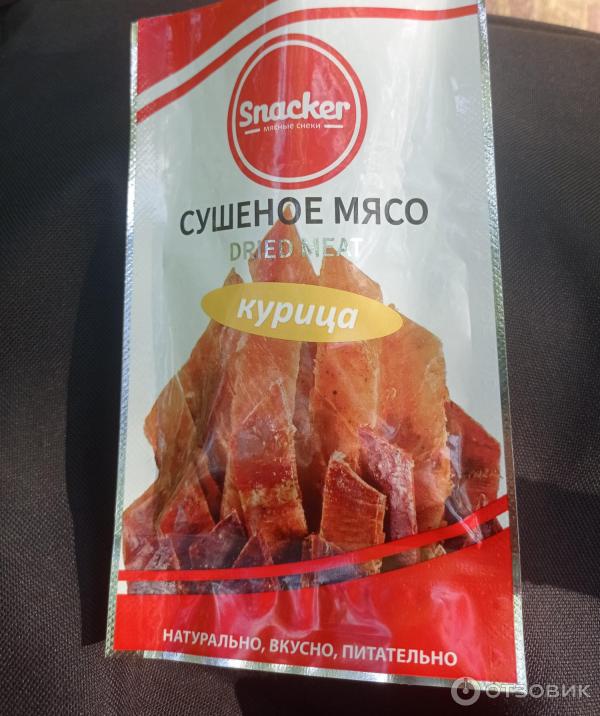 Snacker
мясные снеки
СУШЕНОЕ МЯСО
DRIED MEAT
курица
НАТУРАЛЬНО, ВКУСНО, ПИТАТЕЛЬНО
ОТЗОВИК